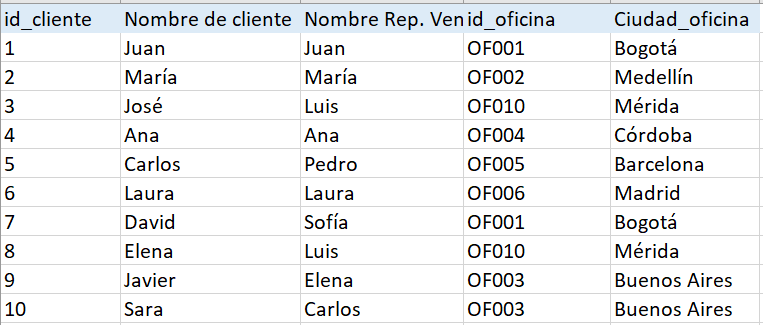 id_cliente Nombre de cliente Nombre Rep. Ven id_oficina Ciudad_oficina
1 Juan Juan OF001 Bogotá
2 María María OF002 Medellín
3 José Luis OF010 Mérida
4 Ana Ana OF004 Córdoba
5 Carlos Pedro OF005 Barcelona
6 Laura Laura OF006 Madrid
7 David Sofía OF001 Bogotá
8 Elena Luis OF010 Mérida
9 Javier Elena OF003 Buenos Aires
10 Sara Carlos OF003 Buenos Aires